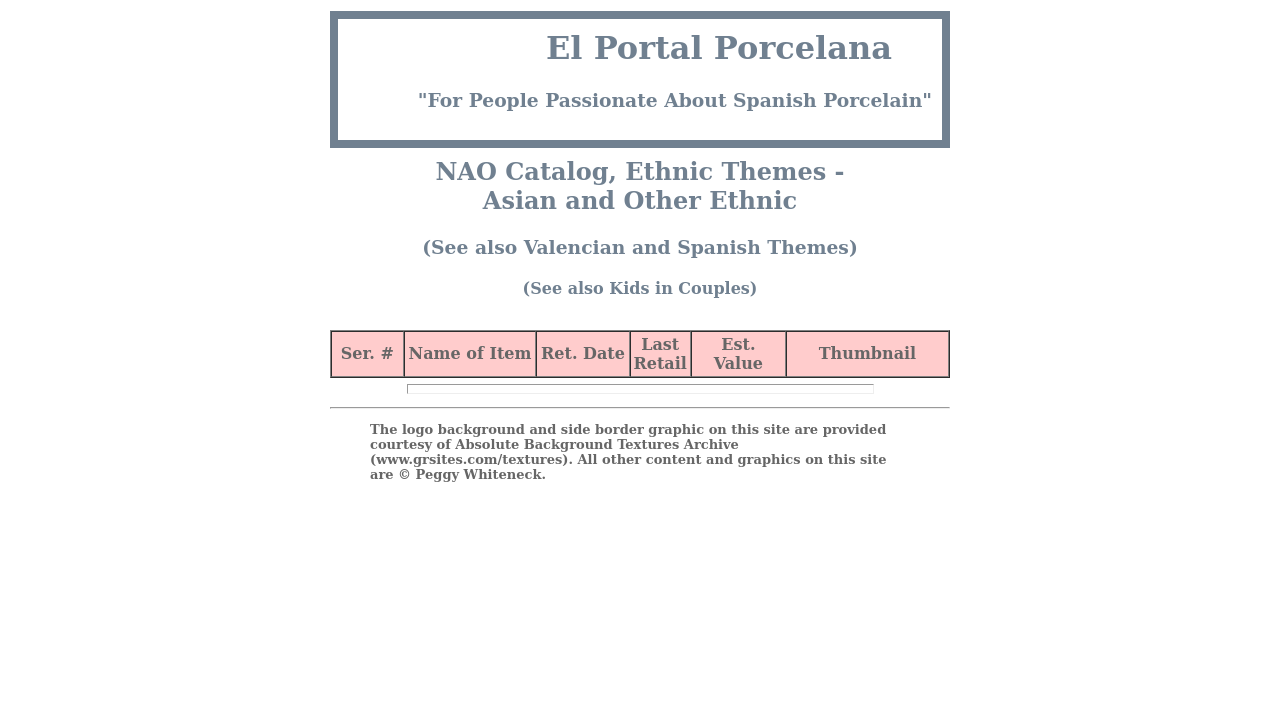 El Portal Porcelana
"For People Passionate About Spanish Porcelain"
NAO Catalog, Ethnic Themes -
Asian and Other Ethnic
(See also Valencian and Spanish Themes)
(See also Kids in Couples)
Ser. # Name of Item Ret. Date Last Retail Est. Value Thumbnail
The logo background and side border graphic on this site are provided
courtesy of Absolute Background Textures Archive
(www.grsites.com/textures). All other content and graphics on this site
are © Peggy Whiteneck.